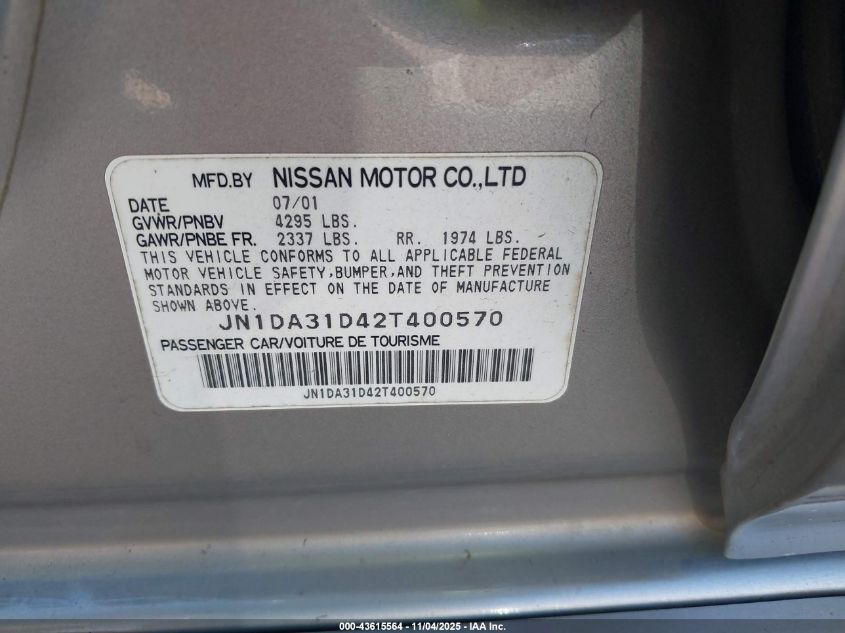 MFD.BY NISSAN MOTOR CO.,LTD
DATE 07/01
GVWR/PNBV 4295 LBS.
GAWR/PNBE FR. 2337 LBS. RR. 1974 LBS.
THIS VEHICLE CONFORMS TO ALL APPLICABLE FEDERAL
MOTOR VEHICLE SAFETY,BUMPER,AND THEFT PREVENTION
STANDARDS IN EFFECT ON THE DATE OF MANUFACTURE
SHOWN ABOVE.
JN1DA31D42T400570
PASSENGER CAR/VOITURE DE TOURISME
JN1DA31D42T400570
000-43615564 - 11/04/2025 - IAA Inc.